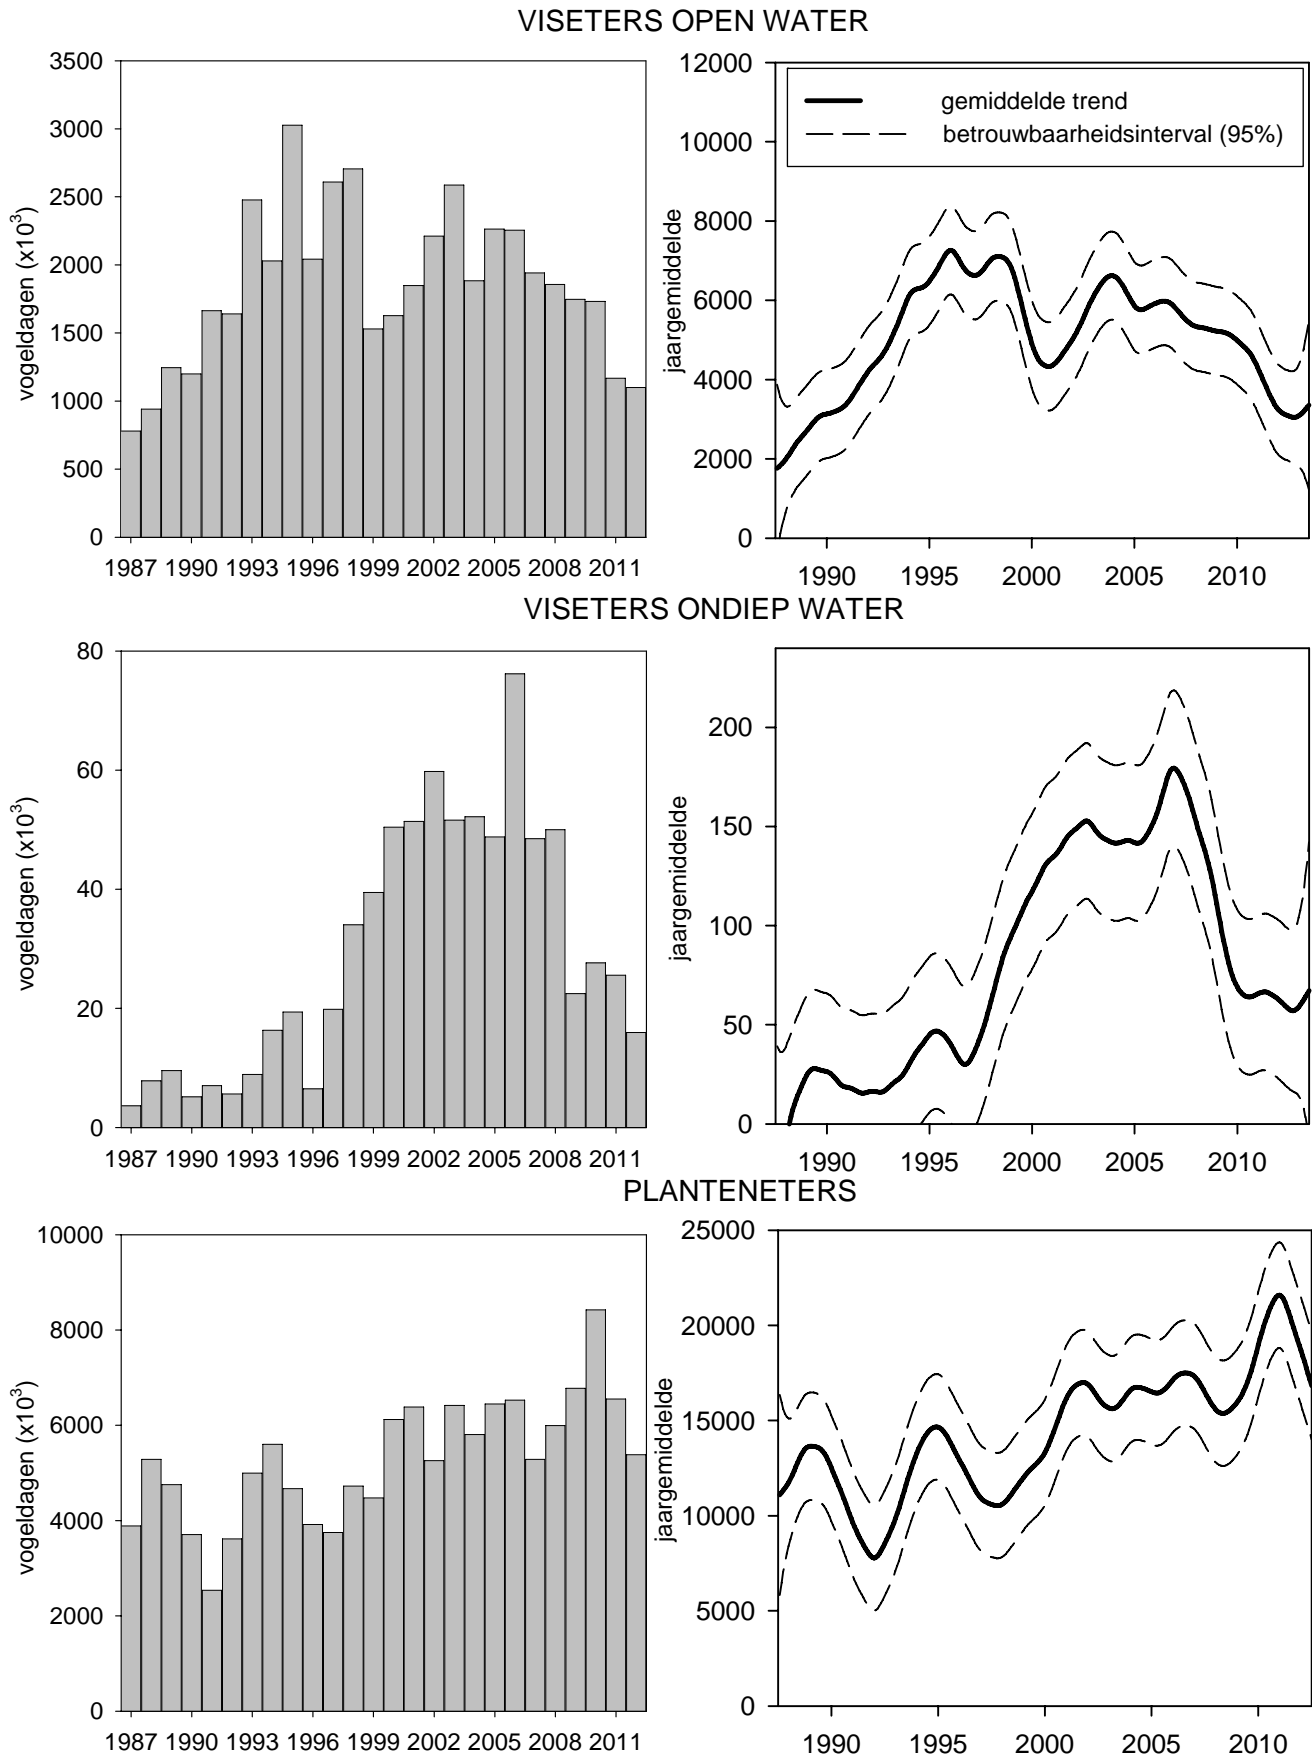 VISETERS OPEN WATER
vogeldagen (x10³)
3500
3000
2500
2000
1500
1000
500
0
1987 1990 1993 1996 1999 2002 2005 2008 2011
jaargemiddelde
12000
10000
8000
6000
4000
2000
0
gemiddelde trend
betrouwbaarheidsinterval (95%)
1990 1995 2000 2005 2010
VISETERS ONDIEP WATER
vogeldagen (x10³)
80
60
40
20
0
1987 1990 1993 1996 1999 2002 2005 2008 2011
jaargemiddelde
200
150
100
50
0
1990 1995 2000 2005 2010
PLANTENETERS
vogeldagen (x10³)
10000
8000
6000
4000
2000
0
1987 1990 1993 1996 1999 2002 2005 2008 2011
jaargemiddelde
25000
20000
15000
10000
5000
0
1990 1995 2000 2005 2010